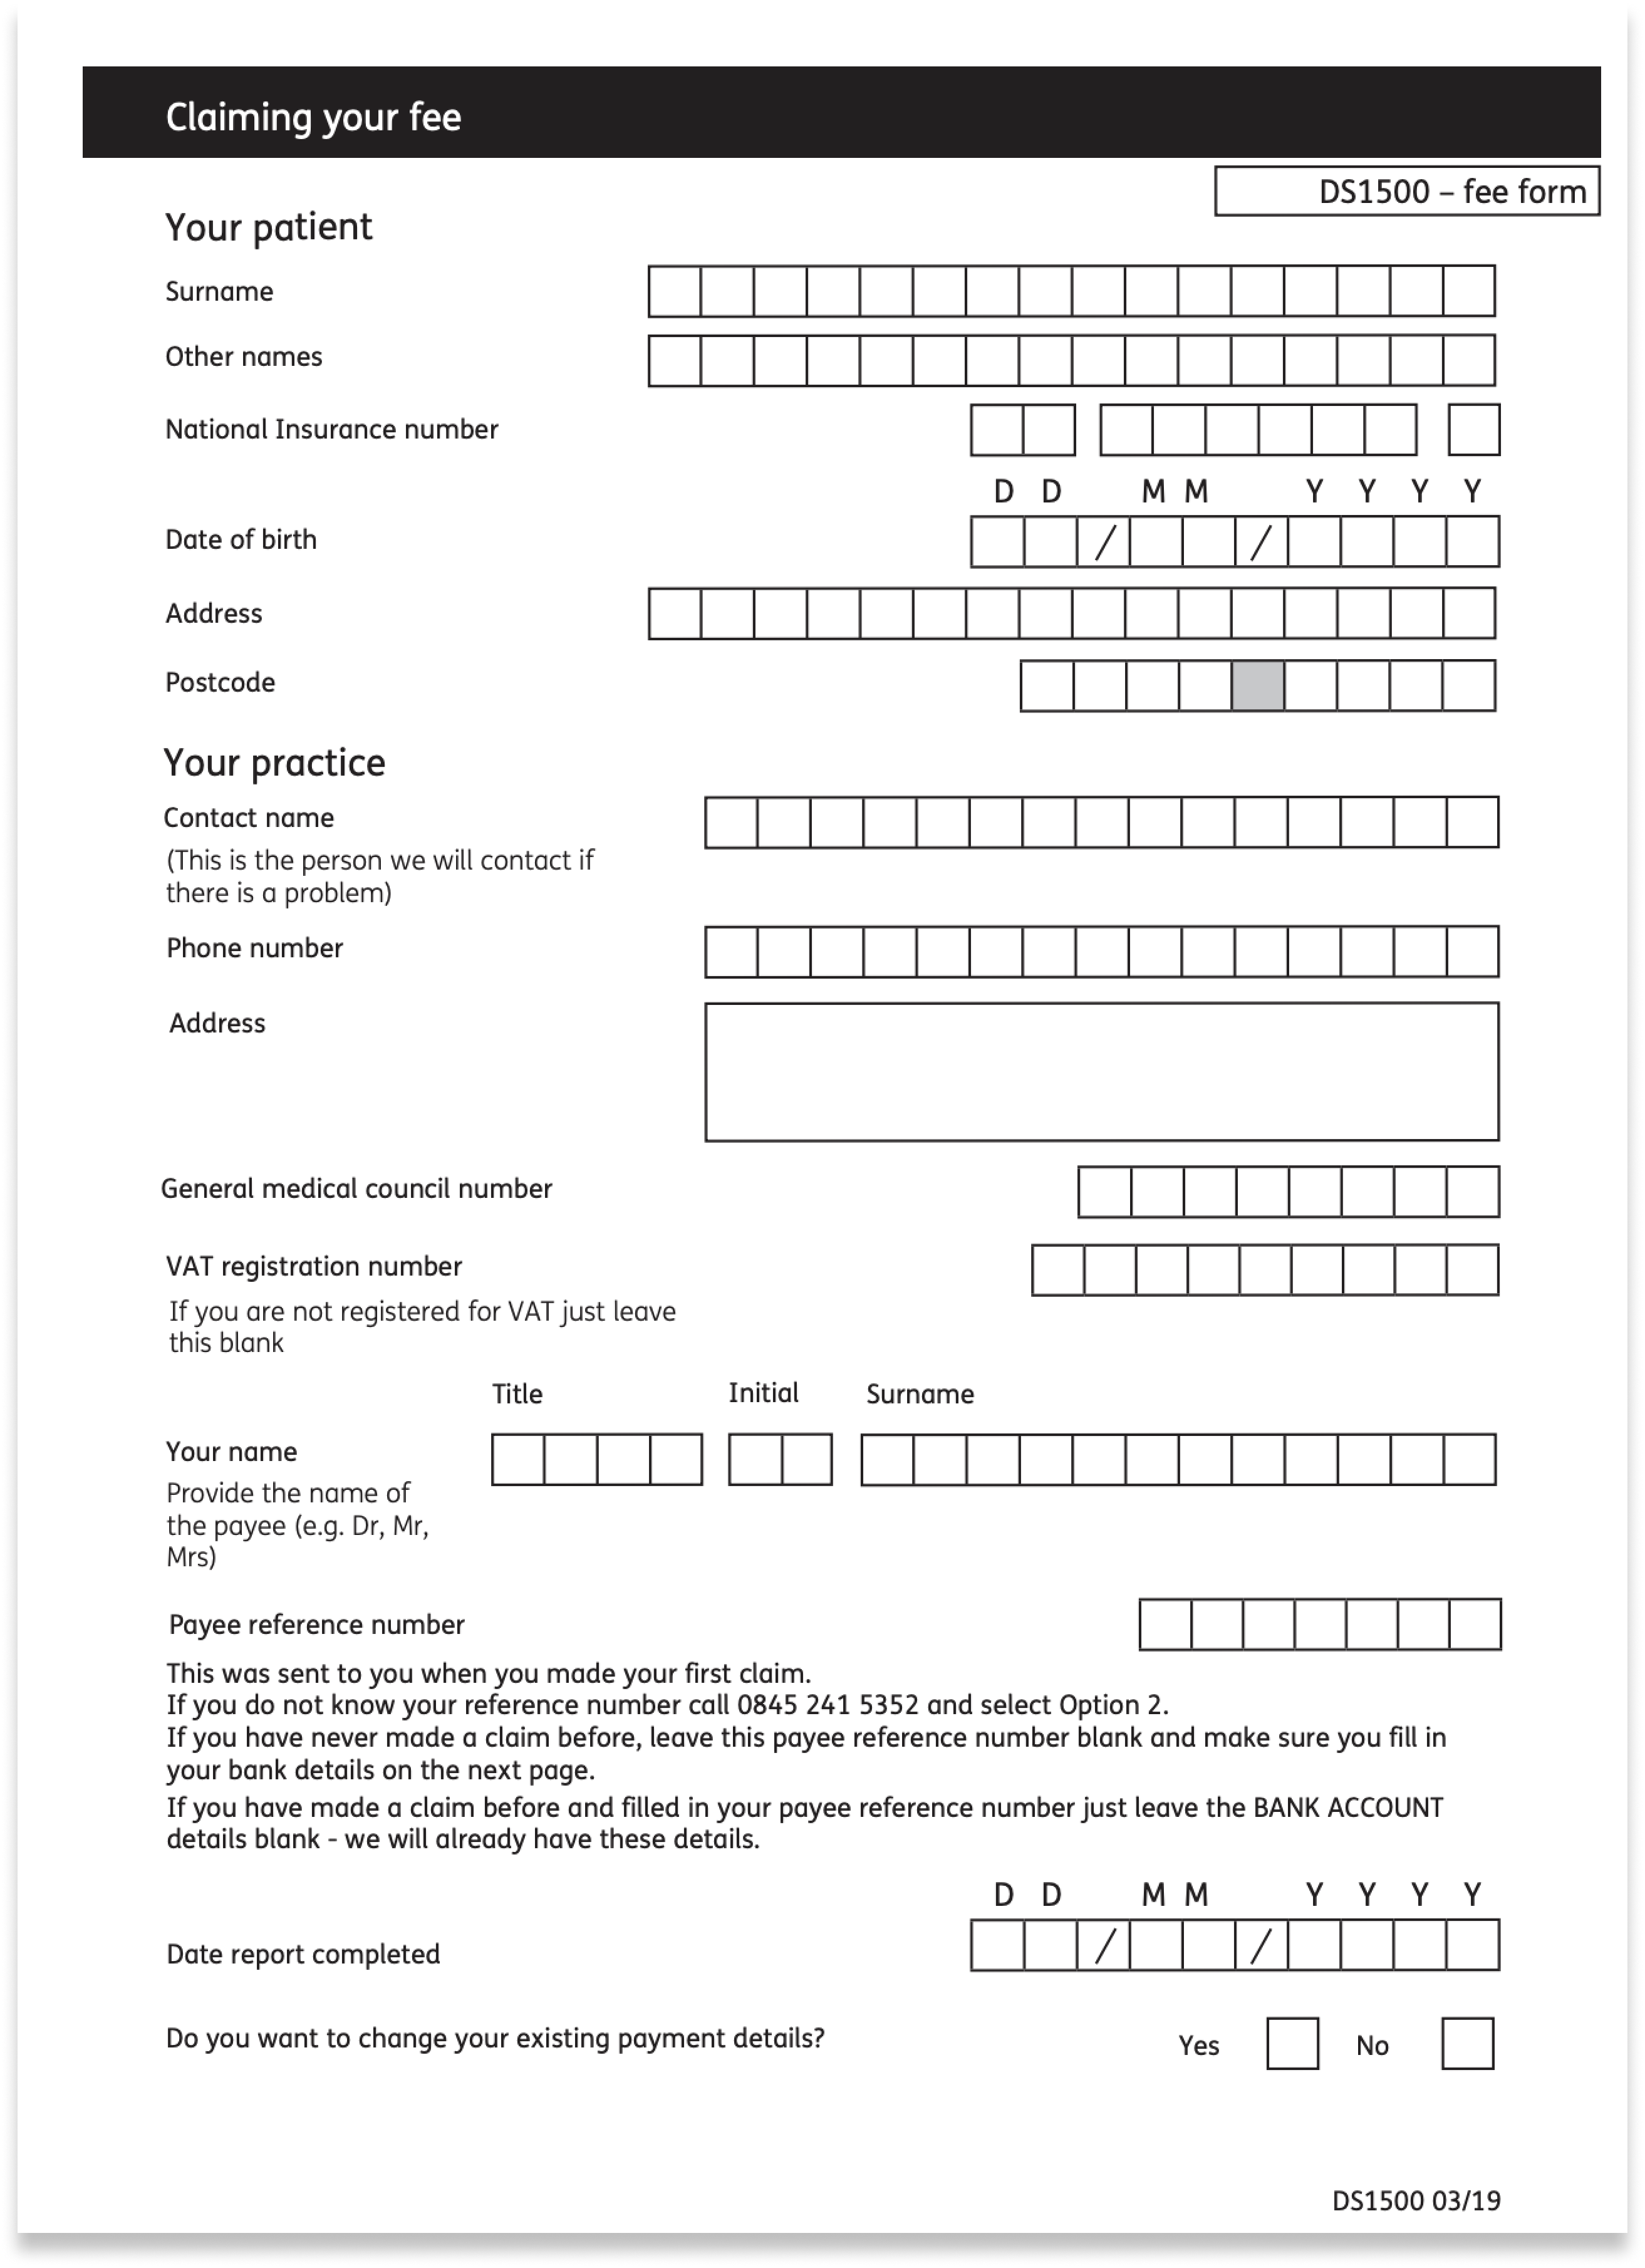 Claiming your fee
DS1500 – fee form
Your patient
Surname
Other names
National Insurance number
D D M M Y Y Y Y
Date of birth / /
Address
Postcode
Your practice
Contact name
(This is the person we will contact if
there is a problem)
Phone number
Address
General medical council number
VAT registration number
If you are not registered for VAT just leave
this blank
Title Initial Surname
Your name
Provide the name of
the payee (e.g. Dr, Mr,
Mrs)
Payee reference number
This was sent to you when you made your first claim.
If you do not know your reference number call 0845 241 5352 and select Option 2.
If you have never made a claim before, leave this payee reference number blank and make sure you fill in
your bank details on the next page.
If you have made a claim before and filled in your payee reference number just leave the BANK ACCOUNT
details blank - we will already have these details.
D D M M Y Y Y Y
Date report completed / /
Do you want to change your existing payment details? Yes No
DS1500 03/19